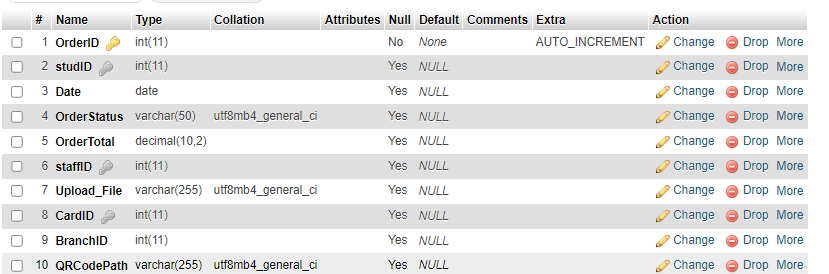 # Name Type Collation Attributes Null Default Comments Extra Action
1 OrderID int(11) No None AUTO_INCREMENT Change Drop More
2 studID int(11) Yes NULL Change Drop More
3 Date date Yes NULL Change Drop More
4 OrderStatus varchar(50) utf8mb4_general_ci Yes NULL Change Drop More
5 OrderTotal decimal(10,2) Yes NULL Change Drop More
6 staffID int(11) Yes NULL Change Drop More
7 Upload_File varchar(255) utf8mb4_general_ci Yes NULL Change Drop More
8 CardID int(11) Yes NULL Change Drop More
9 BranchID int(11) Yes NULL Change Drop More
10 QRCodePath varchar(255) utf8mb4_general_ci Yes NULL Change Drop More